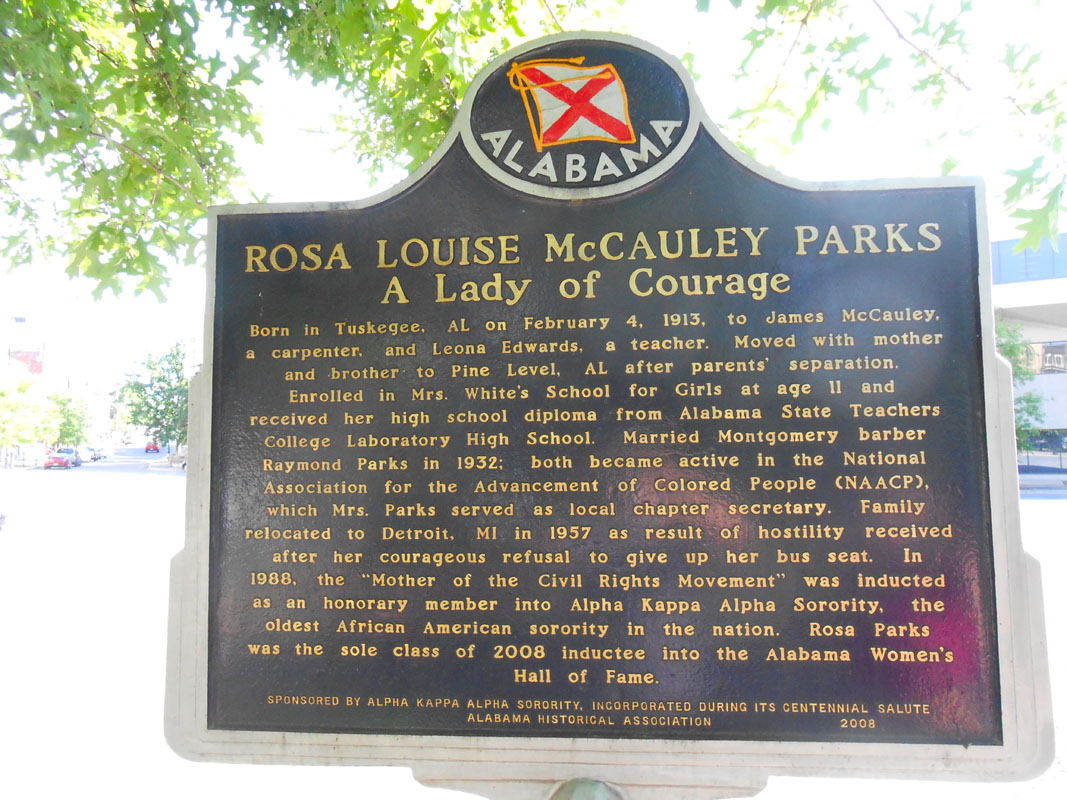 ALABAMA
ROSA LOUISE McCAULEY PARKS
A Lady of Courage
Born in Tuskegee, AL on February 4, 1913, to James McCauley,
a carpenter, and Leona Edwards, a teacher. Moved with mother
and brother to Pine Level, AL after parents' separation.
Enrolled in Mrs. White's School for Girls at age 11 and
received her high school diploma from Alabama State Teachers
College Laboratory High School. Married Montgomery barber
Raymond Parks in 1932; both became active in the National
Association for the Advancement of Colored People (NAACP),
which Mrs. Parks served as local chapter secretary. Family
relocated to Detroit, MI in 1957 as result of hostility received
after her courageous refusal to give up her bus seat. In
1988, the "Mother of the Civil Rights Movement" was inducted
as an honorary member into Alpha Kappa Alpha Sorority, the
oldest African American sorority in the nation. Rosa Parks
was the sole class of 2008 inductee into the Alabama Women's
Hall of Fame.
SPONSORED BY ALPHA KAPPA ALPHA SORORITY, INCORPORATED DURING ITS CENTENNIAL SALUTE
ALABAMA HISTORICAL ASSOCIATION 2008